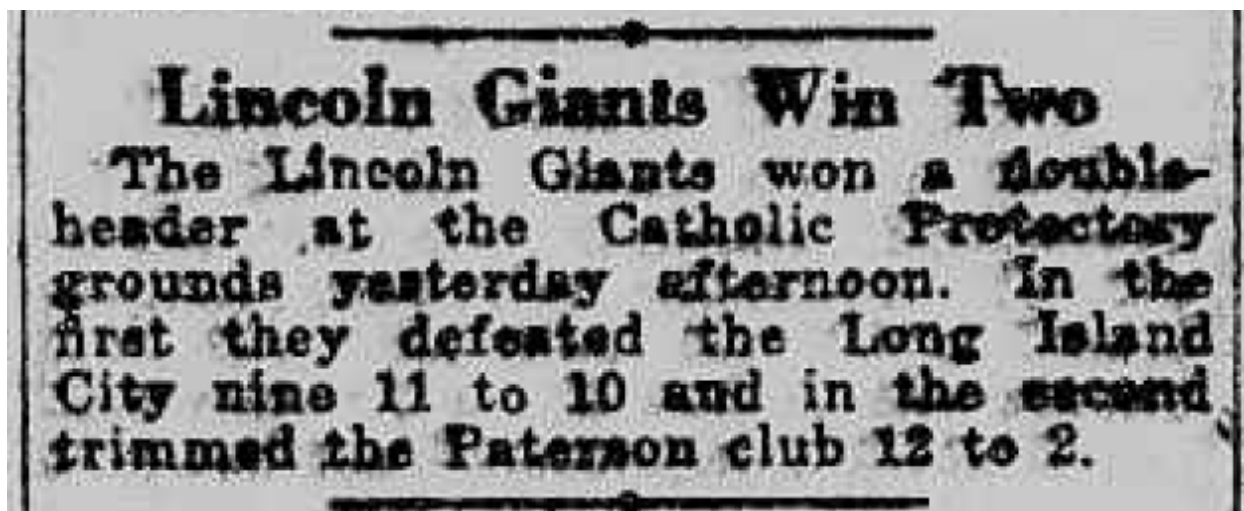 Lincoln Giants Win Two
The Lincoln Giants won a double-
header at the Catholic Protectory
grounds yesterday afternoon. In the
first they defeated the Long Island
City nine 11 to 10 and in the second
trimmed the Paterson club 12 to 2.